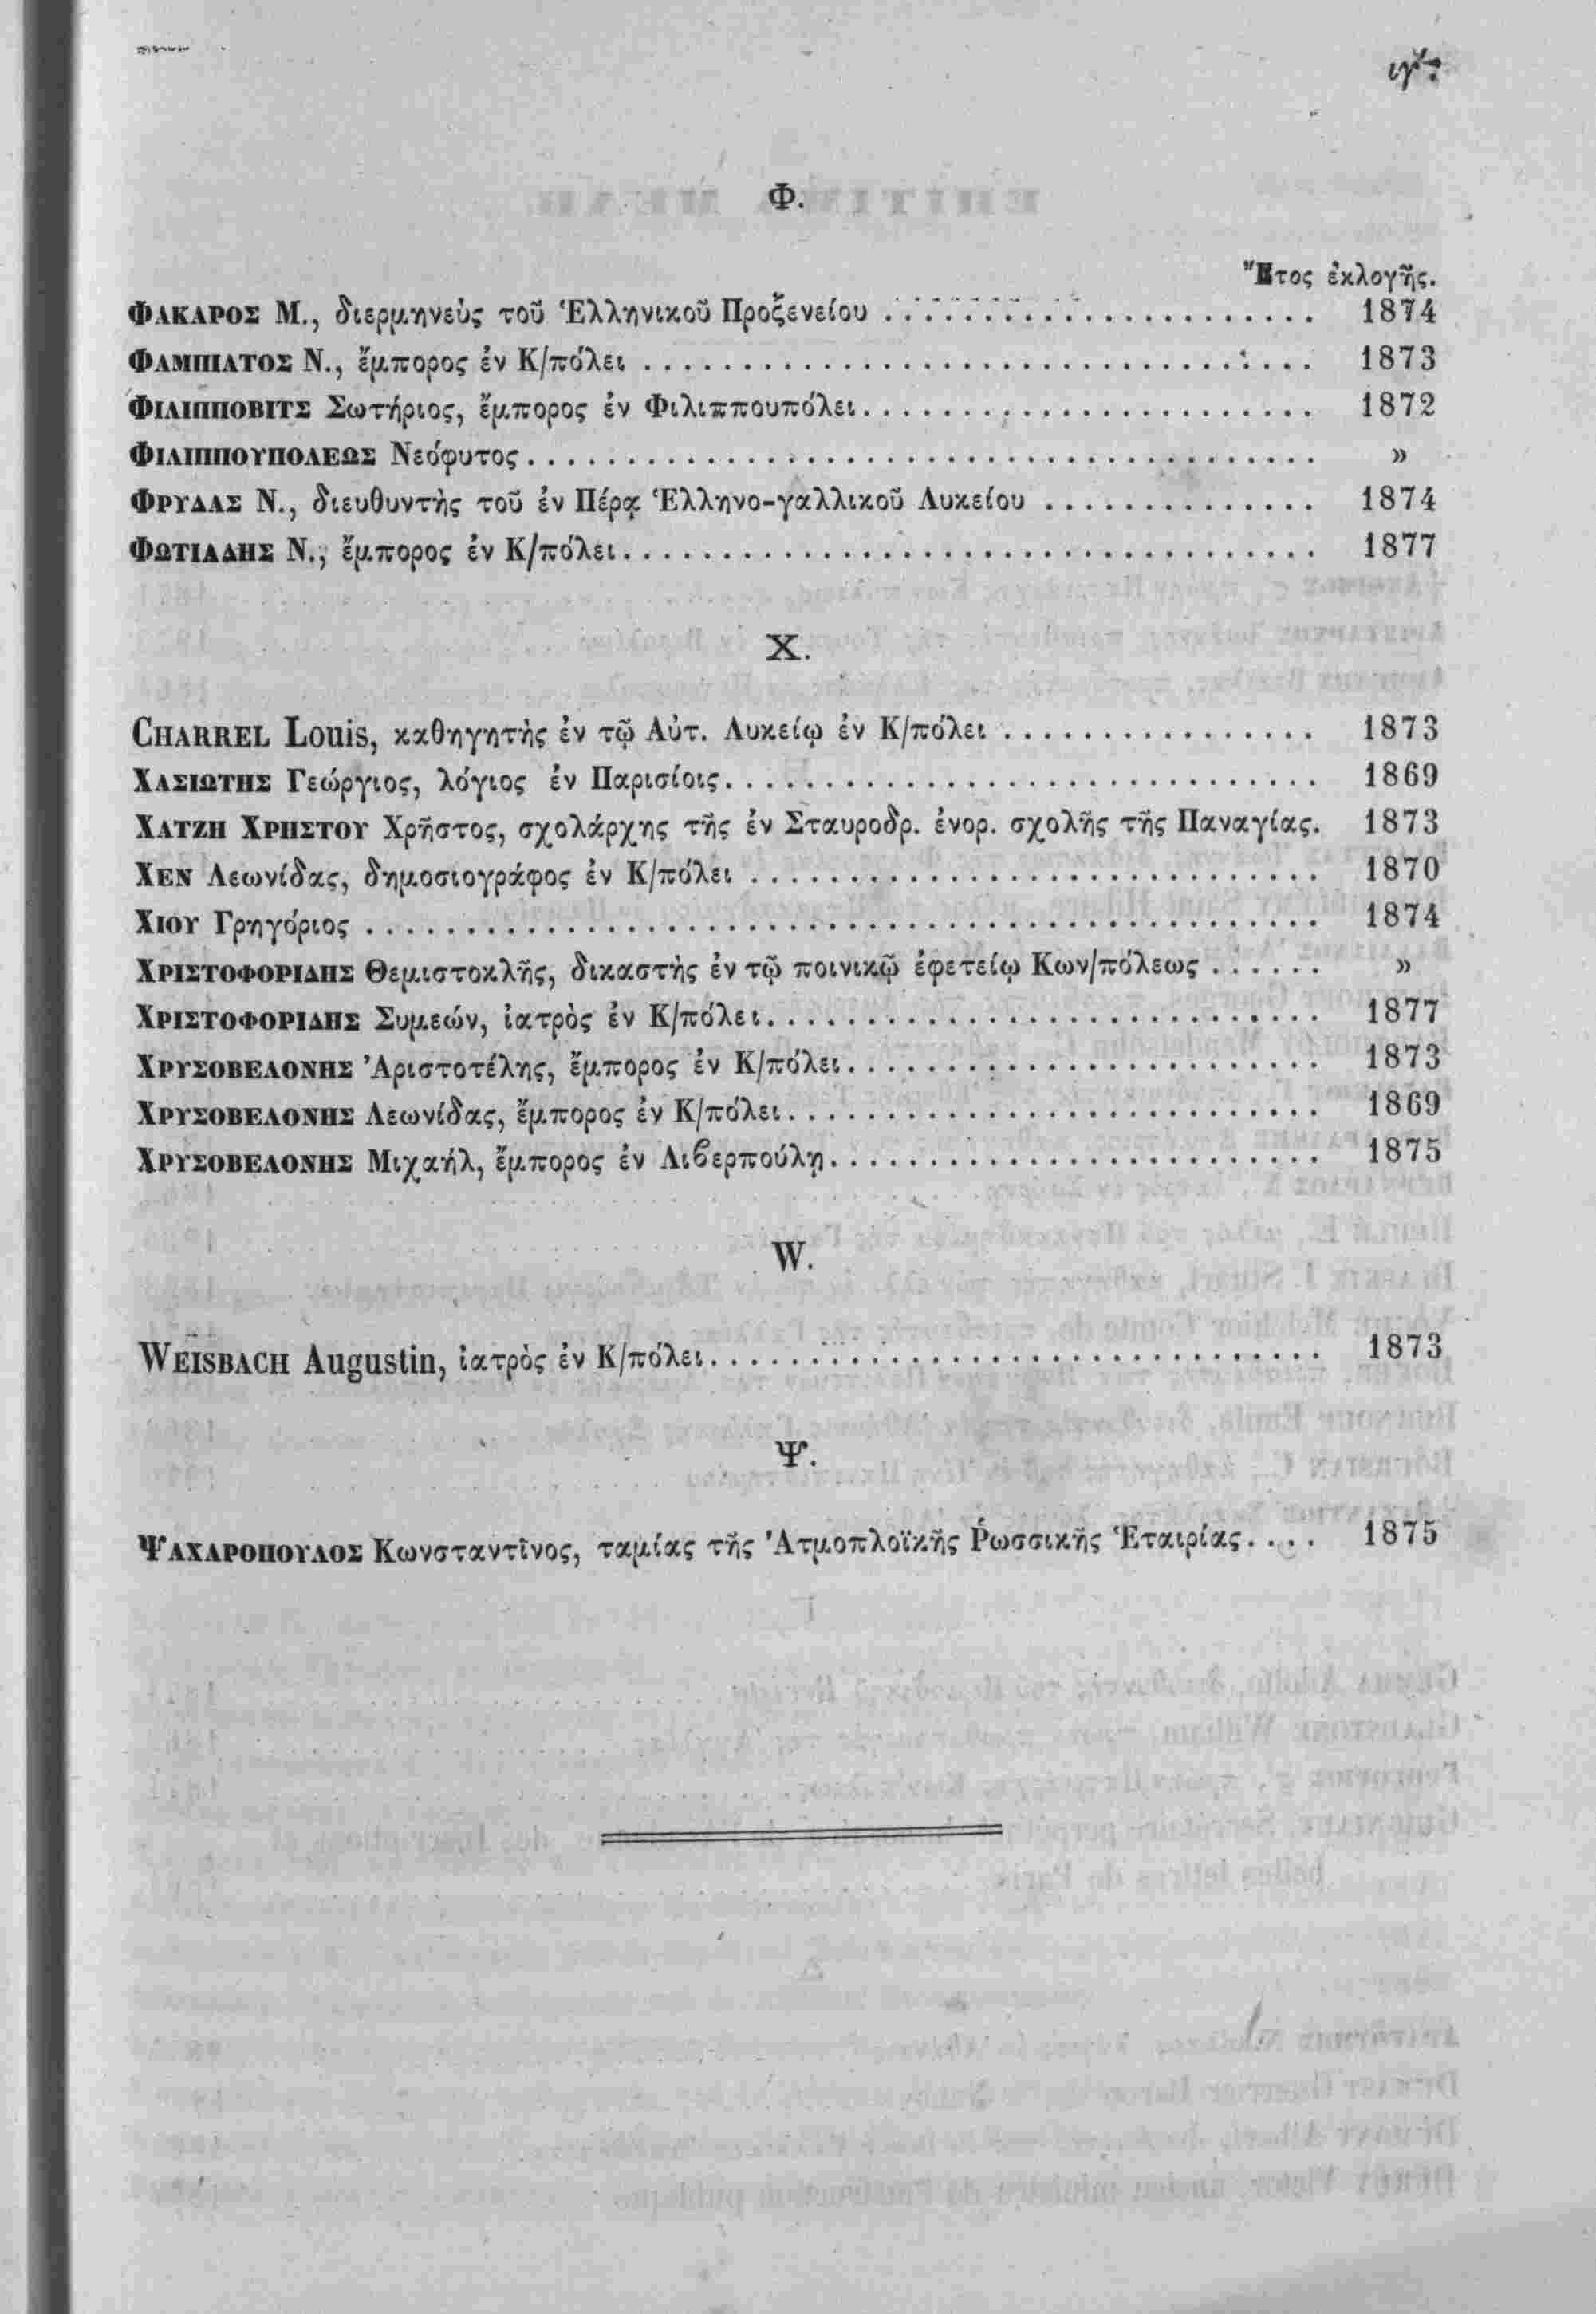 ιγ΄.
Φ.
Ἔτος ἐκλογῆς.
ΦΑΚΑΡΟΣ Μ., διερμηνεὺς τοῦ Ἑλληνικοῦ Προξενείου . . . . . . . . . . . . . . . . . . . . . . 1874
ΦΑΜΠΙΑΤΟΣ Ν., ἔμπορος ἐν Κ/πόλει . . . . . . . . . . . . . . . . . . . . . . . . . . . . . . . . . . 1873
ΦΙΛΙΠΠΟΒΙΤΣ Σωτήριος, ἔμπορος ἐν Φιλιππουπόλει. . . . . . . . . . . . . . . . . . . . . . . 1872
ΦΙΛΙΠΠΟΥΠΟΛΕΩΣ Νεόφυτος . . . . . . . . . . . . . . . . . . . . . . . . . . . . . . . . . . . . . . . . »
ΦΡΥΔΑΣ Ν., διευθυντὴς τοῦ ἐν Πέρᾳ Ἑλληνο-γαλλικοῦ Λυκείου . . . . . . . . . . . . . . 1874
ΦΩΤΙΑΔΗΣ Ν., ἔμπορος ἐν Κ/πόλει. . . . . . . . . . . . . . . . . . . . . . . . . . . . . . . . . . . 1877
Χ.
CHARREL Louis, καθηγητὴς ἐν τῷ Αὐτ. Λυκείῳ ἐν Κ/πόλει . . . . . . . . . . . . . . . . 1873
ΧΑΣΙΩΤΗΣ Γεώργιος, λόγιος ἐν Παρισίοις. . . . . . . . . . . . . . . . . . . . . . . . . . . . . . 1869
ΧΑΤΖΗ ΧΡΗΣΤΟΥ Χρῆστος, σχολάρχης τῆς ἐν Σταυροδρ. ἐνορ. σχολῆς τῆς Παναγίας. 1873
ΧΕΝ Λεωνίδας, δημοσιογράφος ἐν Κ/πόλει . . . . . . . . . . . . . . . . . . . . . . . . . . . . . 1870
ΧΙΟΥ Γρηγόριος . . . . . . . . . . . . . . . . . . . . . . . . . . . . . . . . . . . . . . . . . . . . . . . . 1874
ΧΡΙΣΤΟΦΟΡΙΔΗΣ Θεμιστοκλῆς, δικαστὴς ἐν τῷ ποινικῷ ἐφετείῳ Κων/πόλεως . . . . . . »
ΧΡΙΣΤΟΦΟΡΙΔΗΣ Συμεών, ἰατρὸς ἐν Κ/πόλει. . . . . . . . . . . . . . . . . . . . . . . . . . . . 1877
ΧΡΥΣΟΒΕΛΟΝΗΣ Ἀριστοτέλης, ἔμπορος ἐν Κ/πόλει. . . . . . . . . . . . . . . . . . . . . . . . 1873
ΧΡΥΣΟΒΕΛΟΝΗΣ Λεωνίδας, ἔμπορος ἐν Κ/πόλει. . . . . . . . . . . . . . . . . . . . . . . . . . . 1869
ΧΡΥΣΟΒΕΛΟΝΗΣ Μιχαήλ, ἔμπορος ἐν Λιβερπούλῃ. . . . . . . . . . . . . . . . . . . . . . . . . 1875
W.
WEISBACH Augustin, ἰατρὸς ἐν Κ/πόλει. . . . . . . . . . . . . . . . . . . . . . . . . . . . . . . 1873
Ψ.
ΨΑΧΑΡΟΠΟΥΛΟΣ Κωνσταντῖνος, ταμίας τῆς Ἀτμοπλοϊκῆς Ῥωσσικῆς Ἑταιρίας. . . . 1875